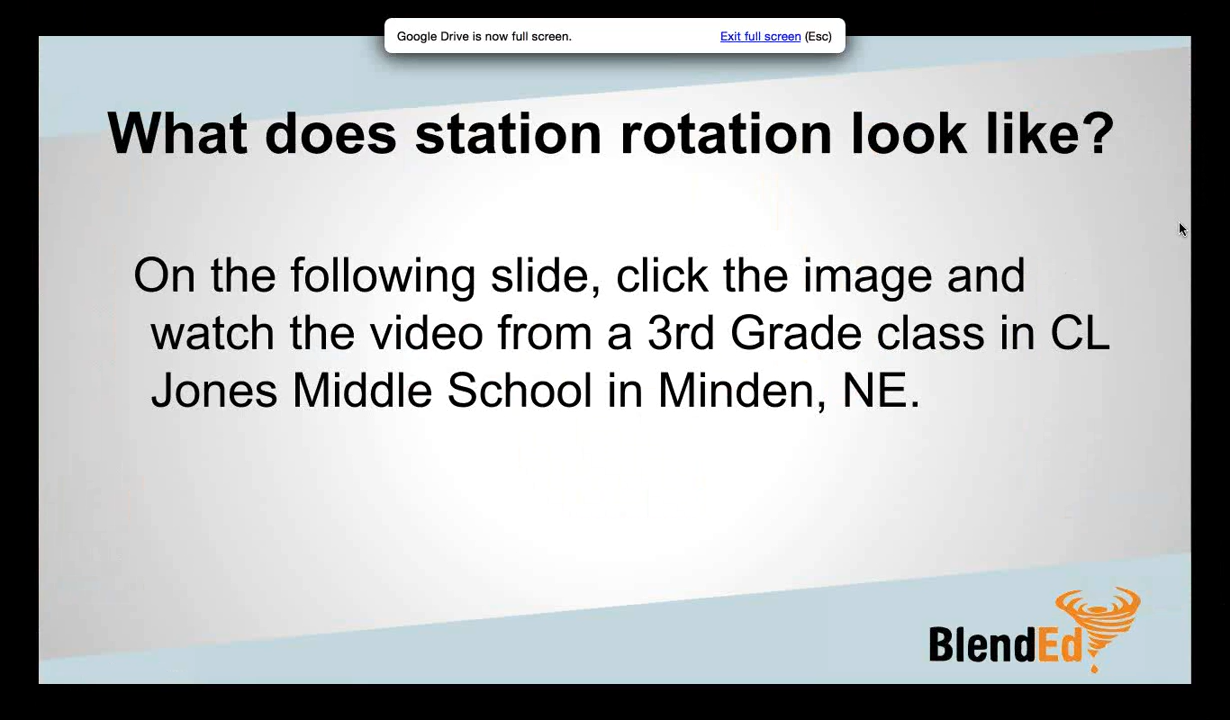 Google Drive is now full screen. Exit full screen (Esc)
What does station rotation look like?
On the following slide, click the image and
watch the video from a 3rd Grade class in CL
Jones Middle School in Minden, NE.
BlendEd